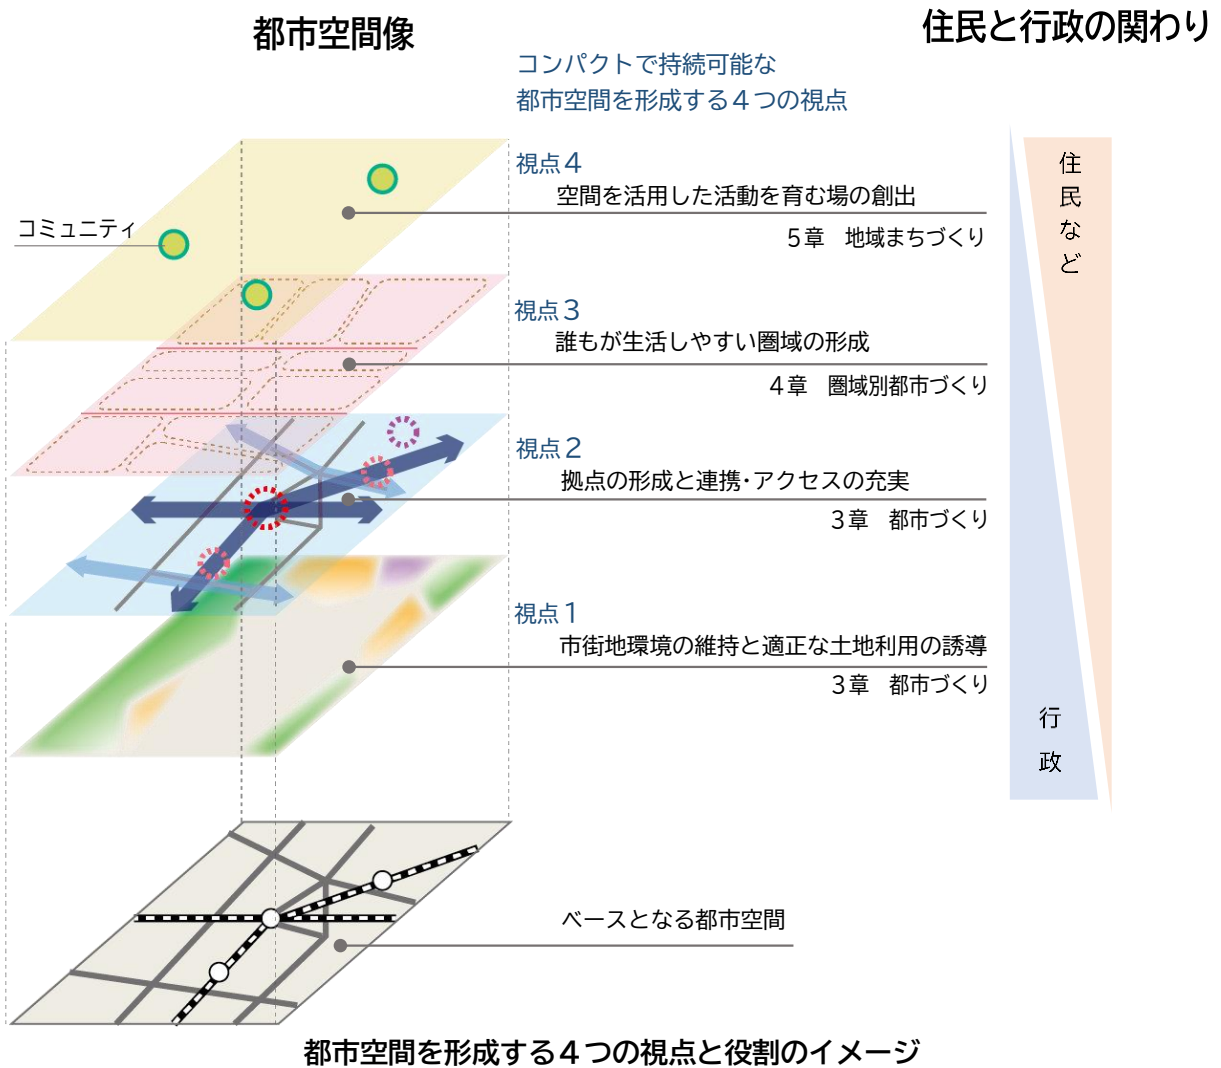 都市空間像
住民と行政の関わり
コンパクトで持続可能な
都市空間を形成する４つの視点
視点４
空間を活用した活動を育む場の創出
５章　地域まちづくり
コミュニティ
視点３
誰もが生活しやすい圏域の形成
４章　圏域別都市づくり
視点２
拠点の形成と連携・アクセスの充実
３章　都市づくり
視点１
市街地環境の維持と適正な土地利用の誘導
３章　都市づくり
住民など
行政
ベースとなる都市空間
都市空間を形成する４つの視点と役割のイメージ